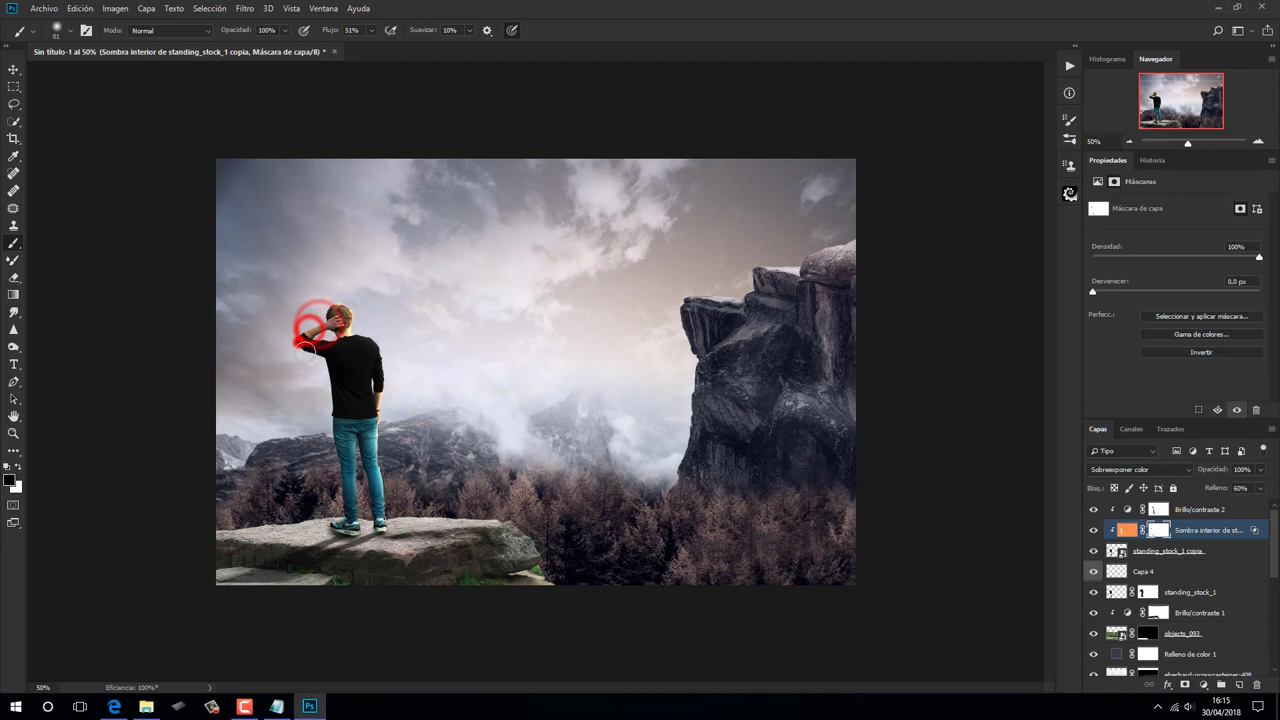 Ps Archivo Edición Imagen Capa Texto Selección Filtro 3D Vista Ventana Ayuda
81 Modo: Normal Opacidad: 100% Flujo: 51% Suavizar: 10%
Sin título-1 al 50% (Sombra interior de standing_stock_1 copia, Máscara de capa/8) * ×
Histograma Navegador
50%
Propiedades Historia
Máscaras
Máscara de capa
Densidad: 100%
Desvanecer: 0,0 px
Perfecc.: Seleccionar y aplicar máscara...
Gama de colores...
Invertir
Capas Canales Trazados
Tipo
Sobreexponer color Opacidad: 100%
Bloq.: Relleno: 60%
Brillo/contraste 2
Sombra interior de st...
standing_stock_1 copia
Capa 4
standing_stock_1
Brillo/contraste 1
objects_093
Relleno de color 1
50% Eficiencia: 100%*
16:15
30/04/2018